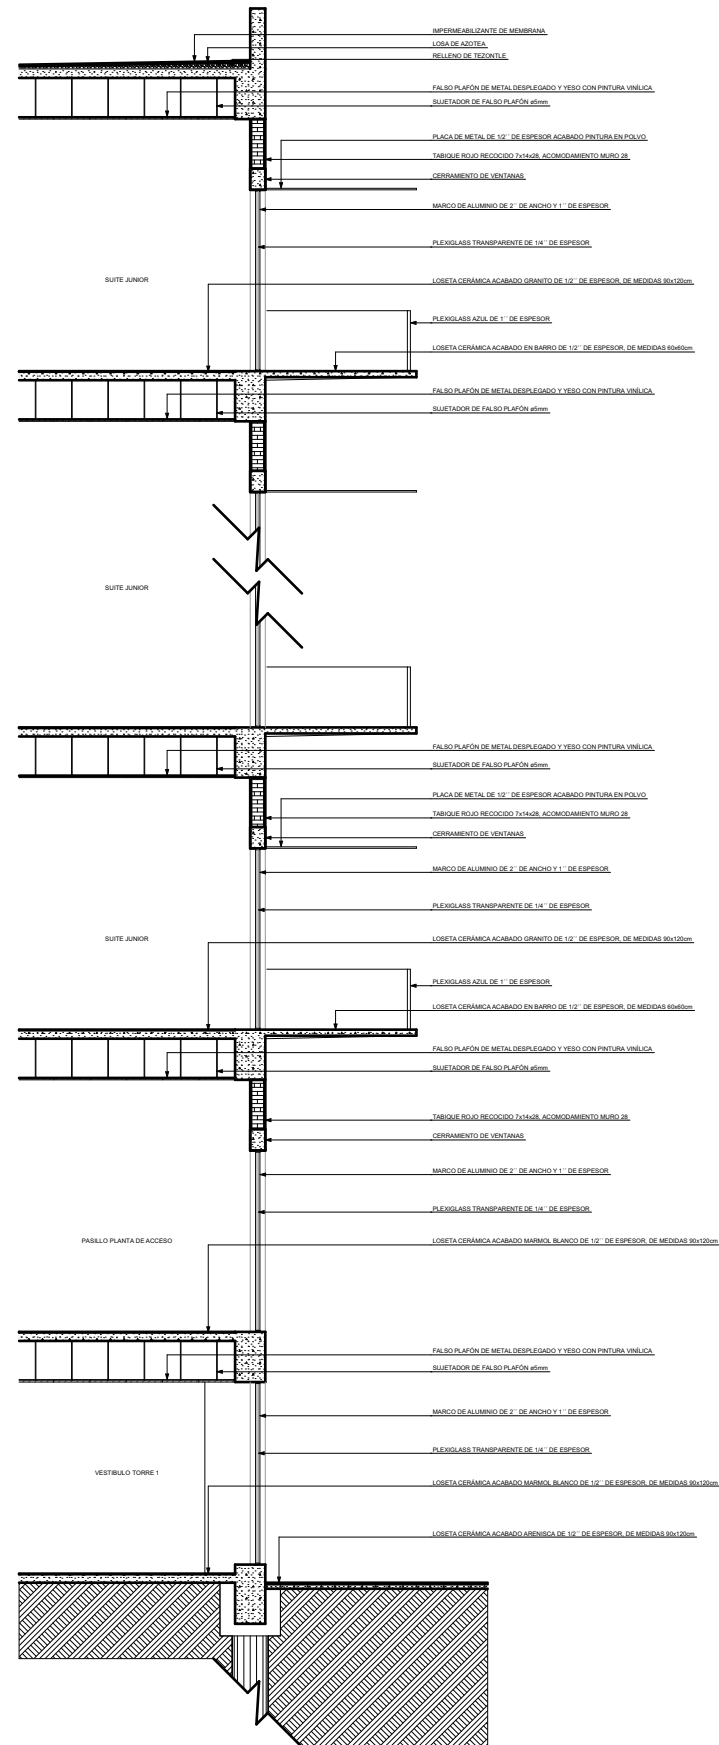 IMPERMEABILIZANTE DE MEMBRANA
LOSA DE AZOTEA
RELLENO DE TEZONTLE
FALSO PLAFÓN DE METAL DESPLEGADO Y YESO CON PINTURA VINÍLICA
SUJETADOR DE FALSO PLAFÓN ø5mm
PLACA DE METAL DE 1/2´´ DE ESPESOR ACABADO PINTURA EN POLVO
TABIQUE ROJO RECOCIDO 7x14x28, ACOMODAMIENTO MURO 28
CERRAMIENTO DE VENTANAS
MARCO DE ALUMINIO DE 2´´ DE ANCHO Y 1´´ DE ESPESOR
PLEXIGLASS TRANSPARENTE DE 1/4´´ DE ESPESOR
SUITE JUNIOR
LOSETA CERÁMICA ACABADO GRANITO DE 1/2´´ DE ESPESOR, DE MEDIDAS 90x120cm
PLEXIGLASS AZUL DE 1´´ DE ESPESOR
LOSETA CERÁMICA ACABADO EN BARRO DE 1/2´´ DE ESPESOR, DE MEDIDAS 60x60cm
FALSO PLAFÓN DE METAL DESPLEGADO Y YESO CON PINTURA VINÍLICA
SUJETADOR DE FALSO PLAFÓN ø5mm
SUITE JUNIOR
FALSO PLAFÓN DE METAL DESPLEGADO Y YESO CON PINTURA VINÍLICA
SUJETADOR DE FALSO PLAFÓN ø5mm
PLACA DE METAL DE 1/2´´ DE ESPESOR ACABADO PINTURA EN POLVO
TABIQUE ROJO RECOCIDO 7x14x28, ACOMODAMIENTO MURO 28
CERRAMIENTO DE VENTANAS
MARCO DE ALUMINIO DE 2´´ DE ANCHO Y 1´´ DE ESPESOR
PLEXIGLASS TRANSPARENTE DE 1/4´´ DE ESPESOR
SUITE JUNIOR
LOSETA CERÁMICA ACABADO GRANITO DE 1/2´´ DE ESPESOR, DE MEDIDAS 90x120cm
PLEXIGLASS AZUL DE 1´´ DE ESPESOR
LOSETA CERÁMICA ACABADO EN BARRO DE 1/2´´ DE ESPESOR, DE MEDIDAS 60x60cm
FALSO PLAFÓN DE METAL DESPLEGADO Y YESO CON PINTURA VINÍLICA
SUJETADOR DE FALSO PLAFÓN ø5mm
TABIQUE ROJO RECOCIDO 7x14x28, ACOMODAMIENTO MURO 28
CERRAMIENTO DE VENTANAS
MARCO DE ALUMINIO DE 2´´ DE ANCHO Y 1´´ DE ESPESOR
PLEXIGLASS TRANSPARENTE DE 1/4´´ DE ESPESOR
PASILLO PLANTA DE ACCESO
LOSETA CERÁMICA ACABADO MARMOL BLANCO DE 1/2´´ DE ESPESOR, DE MEDIDAS 90x120cm
FALSO PLAFÓN DE METAL DESPLEGADO Y YESO CON PINTURA VINÍLICA
SUJETADOR DE FALSO PLAFÓN ø5mm
MARCO DE ALUMINIO DE 2´´ DE ANCHO Y 1´´ DE ESPESOR
PLEXIGLASS TRANSPARENTE DE 1/4´´ DE ESPESOR
VESTIBULO TORRE 1
LOSETA CERÁMICA ACABADO MARMOL BLANCO DE 1/2´´ DE ESPESOR, DE MEDIDAS 90x120cm
LOSETA CERÁMICA ACABADO ARENISCA DE 1/2´´ DE ESPESOR, DE MEDIDAS 90x120cm